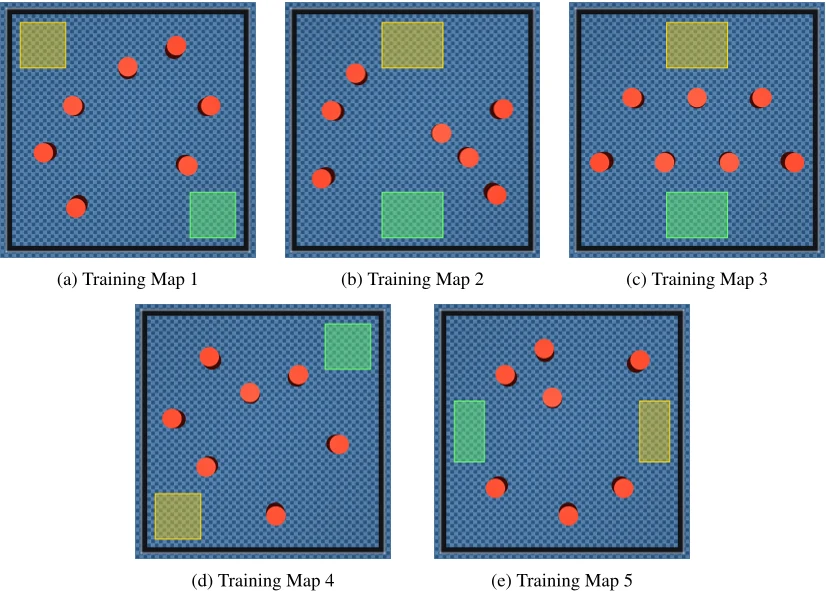 (a) Training Map 1
(b) Training Map 2
(c) Training Map 3
(d) Training Map 4
(e) Training Map 5